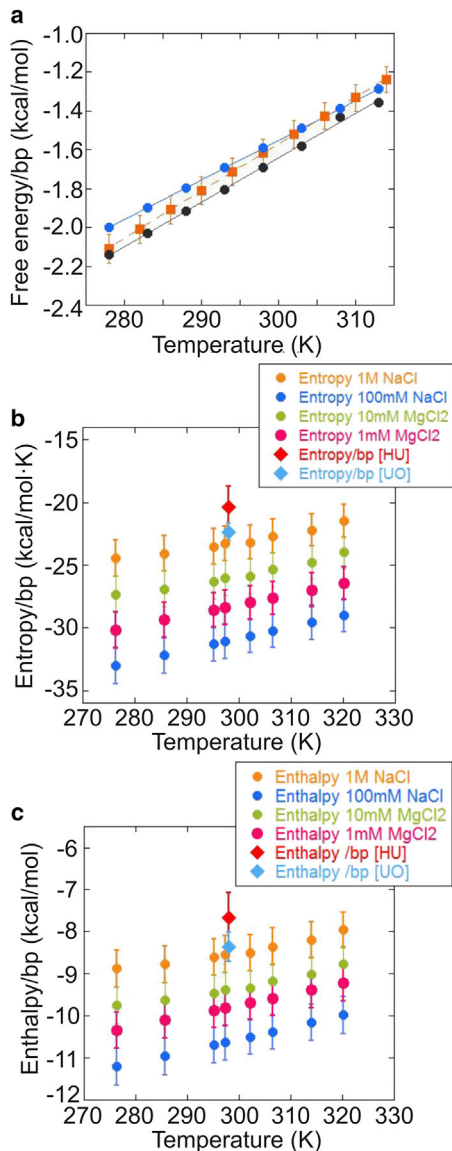 a
Free energy/bp (kcal/mol)
-1.0
-1.2
-1.4
-1.6
-1.8
-2.0
-2.2
-2.4
280 290 300 310
Temperature (K)
Entropy 1M NaCl
Entropy 100mM NaCl
Entropy 10mM MgCl2
Entropy 1mM MgCl2
Entropy/bp [HU]
Entropy/bp [UO]
b
Entropy/bp (kcal/mol·K)
-15
-20
-25
-30
-35
270 280 290 300 310 320 330
Temperature (K)
Enthalpy 1M NaCl
Enthalpy 100mM NaCl
Enthalpy 10mM MgCl2
Enthalpy 1mM MgCl2
Enthalpy /bp [HU]
Enthalpy /bp [UO]
c
Enthalpy/bp (kcal/mol)
-6
-7
-8
-9
-10
-11
-12
270 280 290 300 310 320 330
Temperature (K)